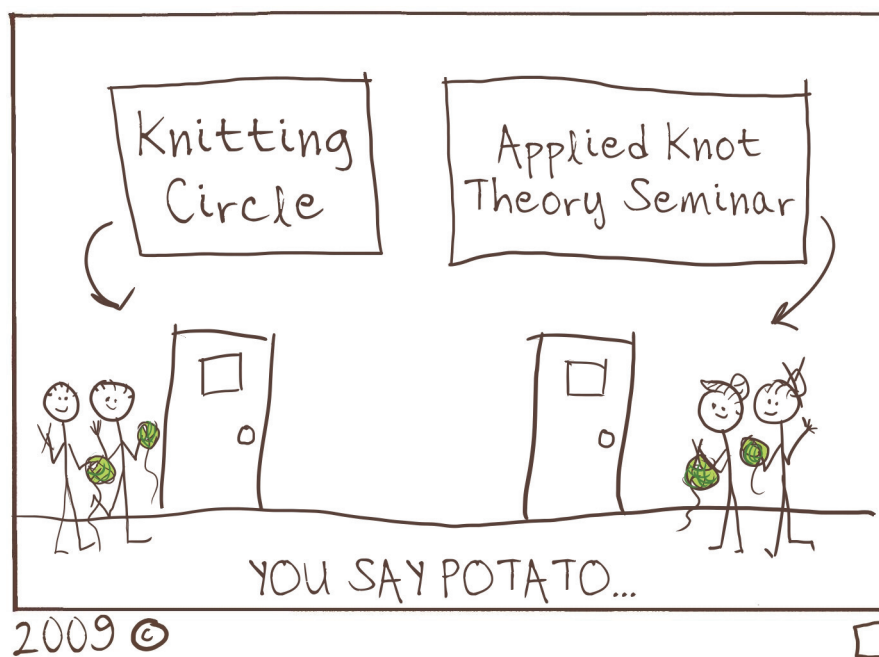 Knitting
Circle
Applied Knot
Theory Seminar
YOU SAY POTATO...
2009 ©